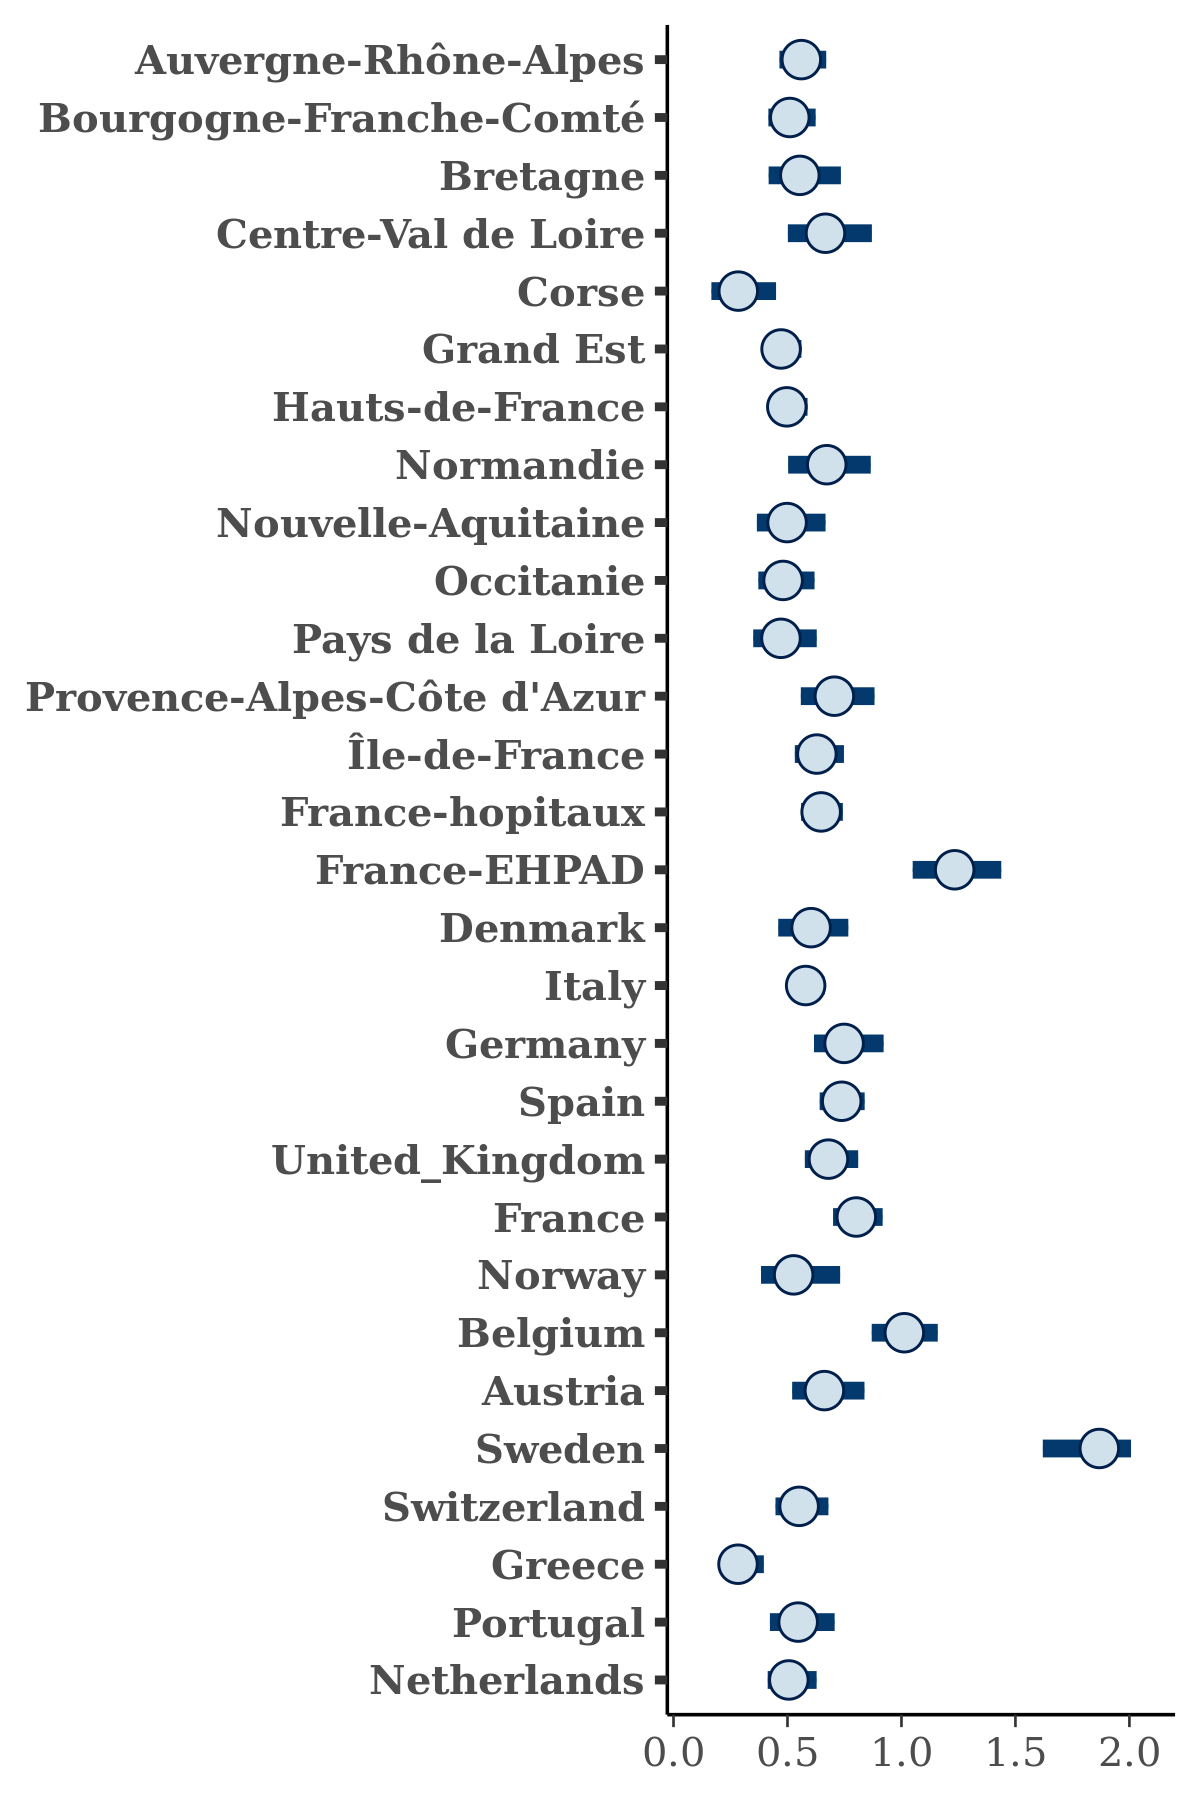 Auvergne-Rhône-Alpes
Bourgogne-Franche-Comté
Bretagne
Centre-Val de Loire
Corse
Grand Est
Hauts-de-France
Normandie
Nouvelle-Aquitaine
Occitanie
Pays de la Loire
Provence-Alpes-Côte d'Azur
Île-de-France
France-hopitaux
France-EHPAD
Denmark
Italy
Germany
Spain
United_Kingdom
France
Norway
Belgium
Austria
Sweden
Switzerland
Greece
Portugal
Netherlands
0.0 0.5 1.0 1.5 2.0